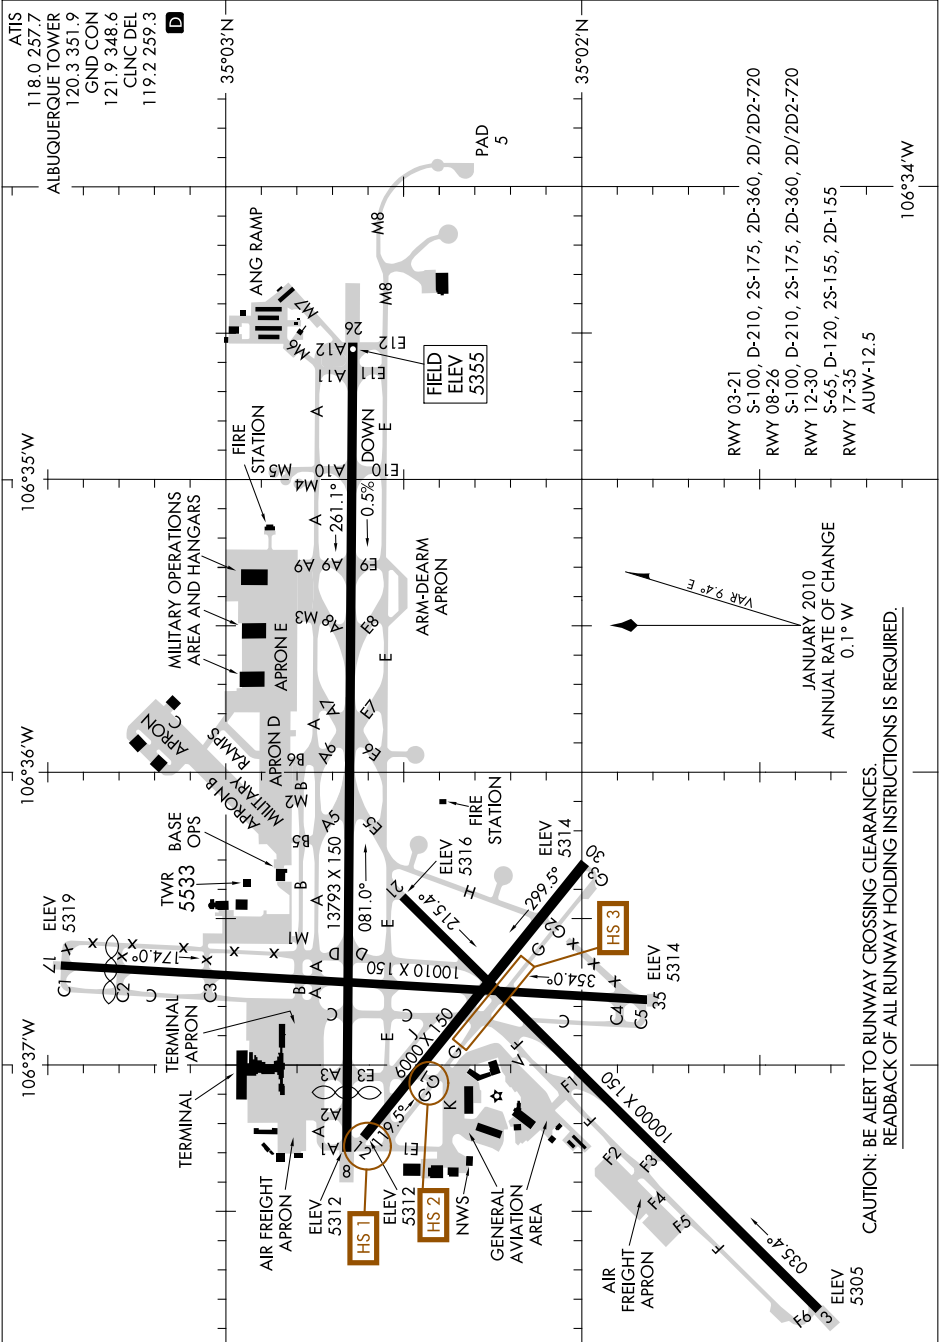 ATIS
118.0 257.7
ALBUQUERQUE TOWER
120.3 351.9
GND CON
121.9 348.6
CLNC DEL
119.2 259.3
D
35°03'N
35°02'N
106°34'W
106°35'W
106°36'W
106°37'W
PAD
5
M8
M8
ANG RAMP
M7
M6
A12
26
E12
FIELD
ELEV
5355
A11
E11
A
E
FIRE
STATION
M5
M4
A10
E10
A
261.1°
0.5% DOWN
MILITARY OPERATIONS
AREA AND HANGARS
A9
A9
E9
M3
A8
E8
ARM-DEARM
APRON
APRON E
E
A
A7
E7
APRON
C
APRON B
MILITARY RAMPS
APRON D
B6
A6
E6
B
M2
B5
A5
E5
BASE
OPS
TWR
5533
B
A
13793 X 150
081.0°
FIRE
STATION
ELEV
5316
21
H
215.4°
ELEV
5314
30
G3
299.5°
G2
G
HS 3
E
M1
A
D
D
ELEV
5319
17
X
X
X
X
X
X
174.0°
C1
C2
C
C3
B
A
A
10010 X 150
354.0°
X
X
X
C
C4
C5
35
ELEV
5314
TERMINAL
APRON
TERMINAL
C
C
E
J
6000 X 150
G
G1
G
119.5°
A3
E3
A2
A
A1
E1
8
12
ELEV
5312
ELEV
5312
HS 1
HS 2
K
NWS
AIR FREIGHT
APRON
GENERAL
AVIATION
AREA
F
V
F1
F
F2
F3
F4
F5
F
F6
3
10000 X 150
035.4°
AIR
FREIGHT
APRON
ELEV
5305
RWY 03-21
S-100, D-210, 2S-175, 2D-360, 2D/2D2-720
RWY 08-26
S-100, D-210, 2S-175, 2D-360, 2D/2D2-720
RWY 12-30
S-65, D-120, 2S-155, 2D-155
RWY 17-35
AUW-12.5
VAR 9.4° E
JANUARY 2010
ANNUAL RATE OF CHANGE
0.1° W
CAUTION: BE ALERT TO RUNWAY CROSSING CLEARANCES.
READBACK OF ALL RUNWAY HOLDING INSTRUCTIONS IS REQUIRED.